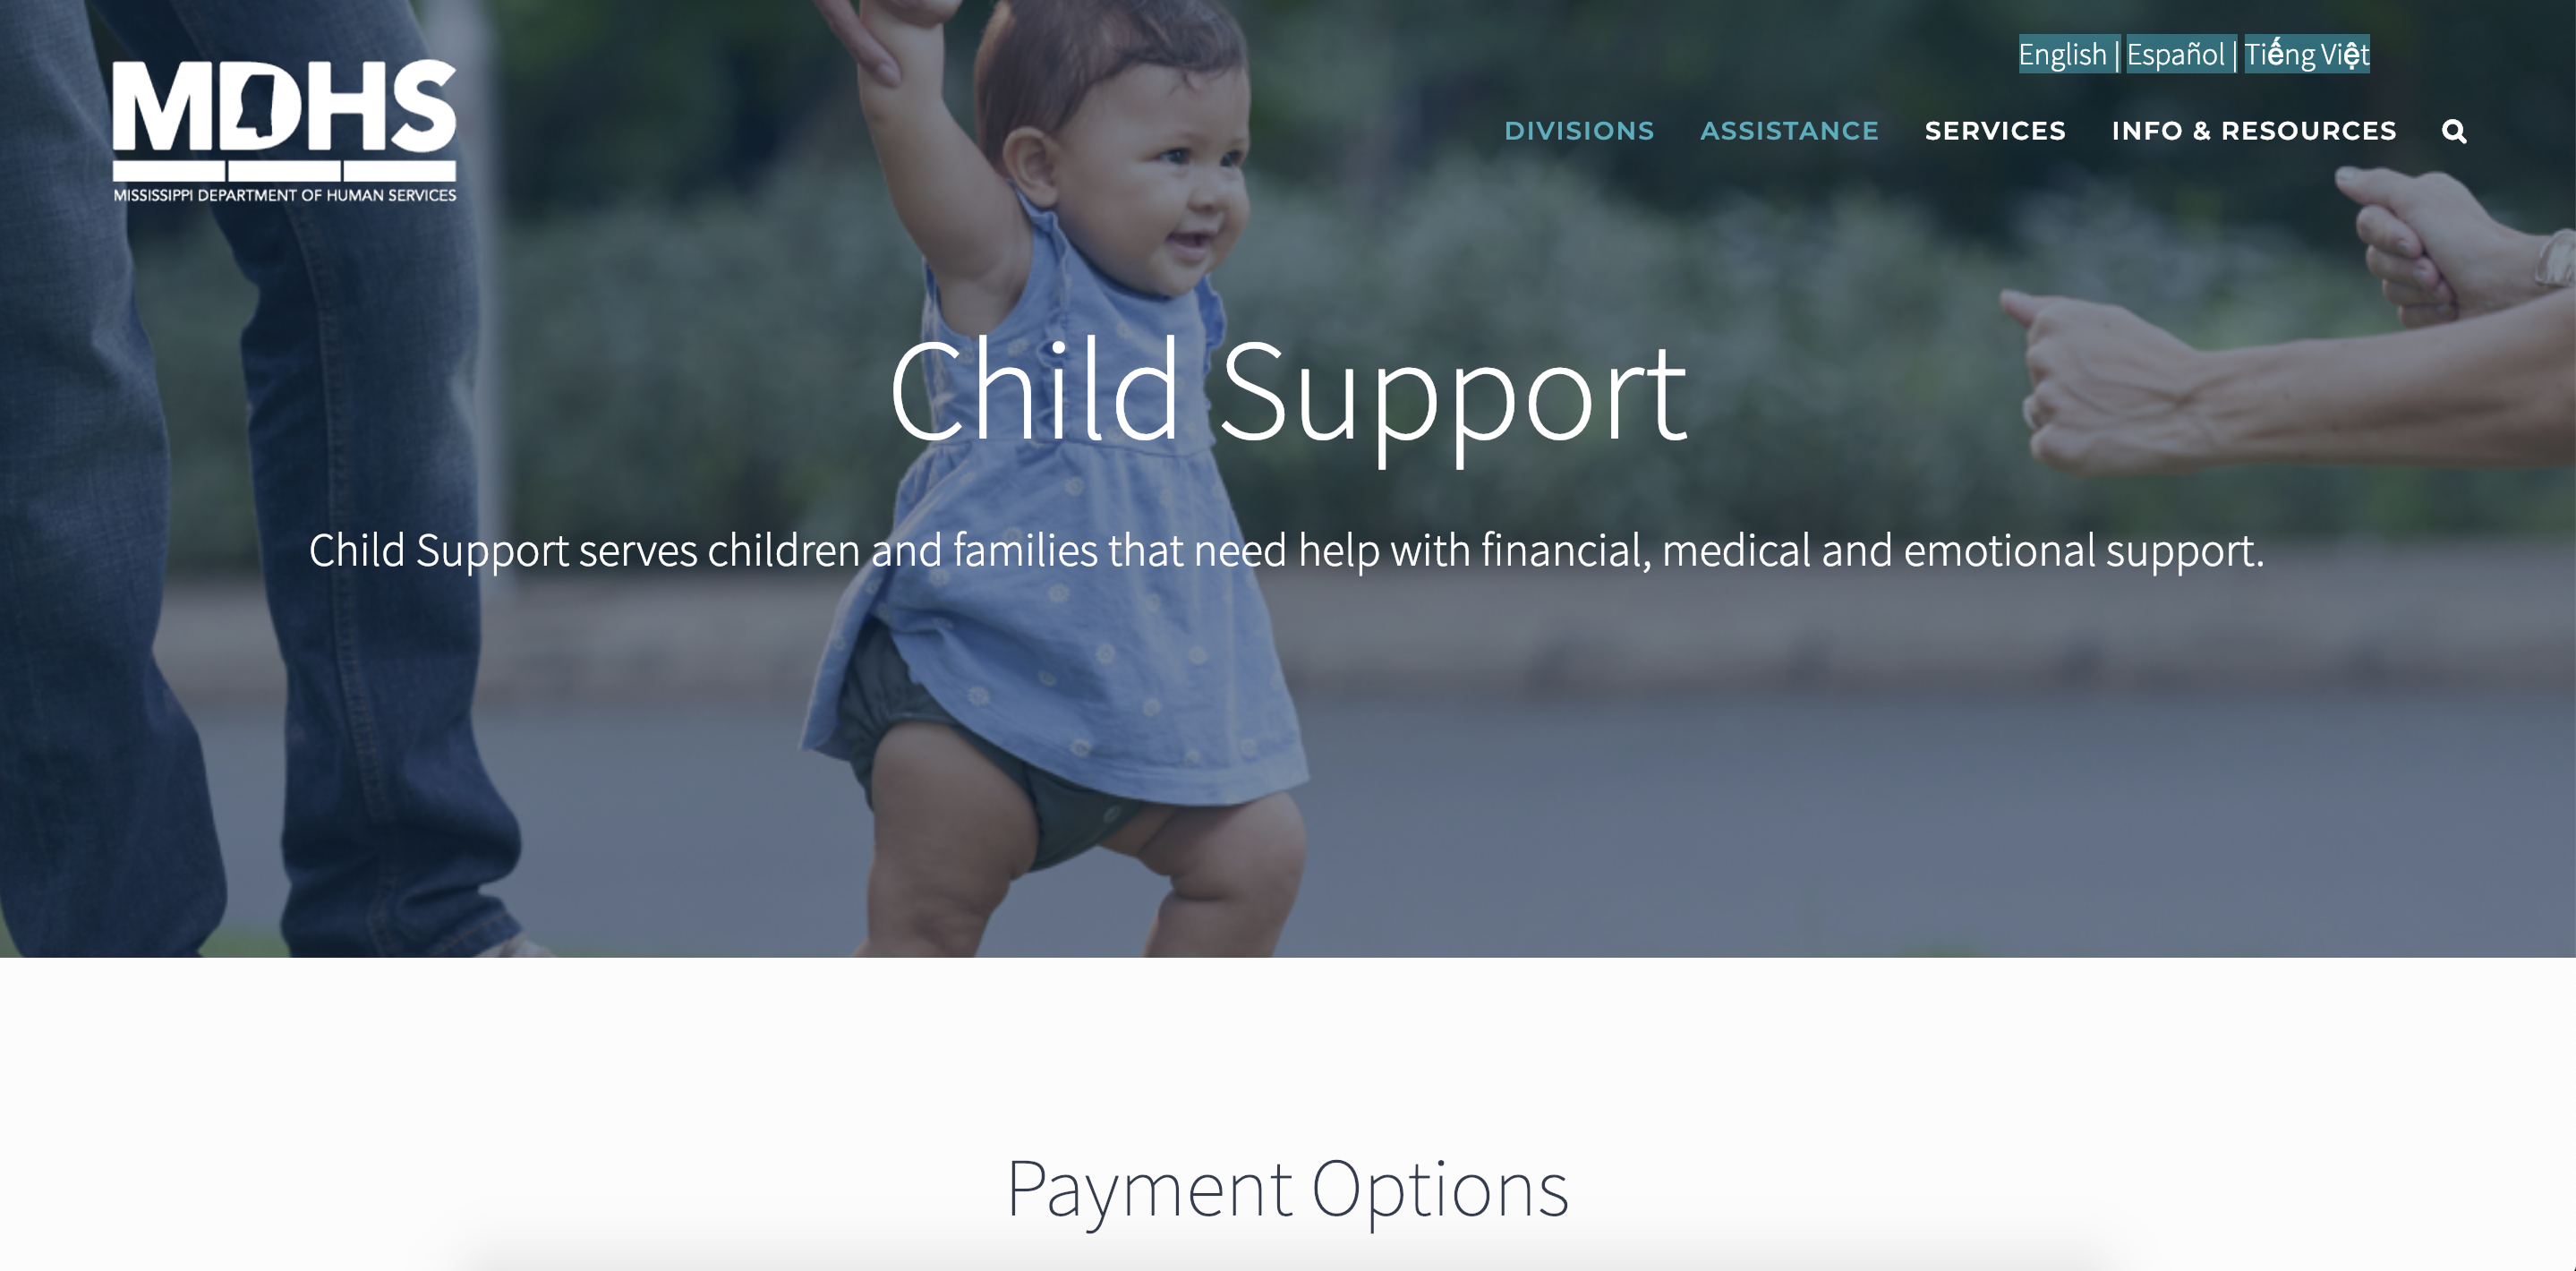 English | Español | Tiếng Việt
MDHS
MISSISSIPPI DEPARTMENT OF HUMAN SERVICES
DIVISIONS ASSISTANCE SERVICES INFO & RESOURCES
Child Support
Child Support serves children and families that need help with financial, medical and emotional support.
Payment Options